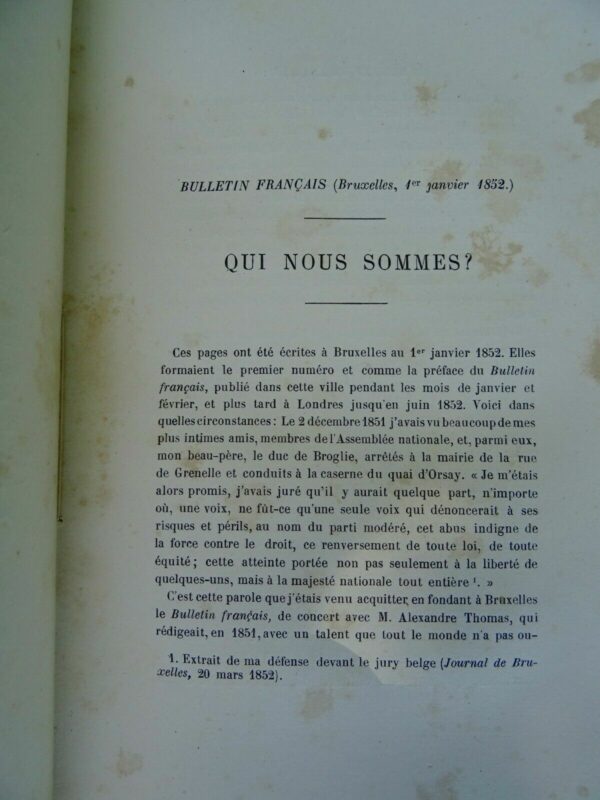 BULLETIN FRANÇAIS (Bruxelles, 1er janvier 1852.)
QUI NOUS SOMMES?
Ces pages ont été écrites à Bruxelles au 1er janvier 1852. Elles
formaient le premier numéro et comme la préface du Bulletin
français, publié dans cette ville pendant les mois de janvier et
février, et plus tard à Londres jusqu'en juin 1852. Voici dans
quelles circonstances : Le 2 décembre 1851 j'avais vu beaucoup de mes
plus intimes amis, membres de l'Assemblée nationale, et, parmi eux,
mon beau-père, le duc de Broglie, arrêtés à la mairie de la rue
de Grenelle et conduits à la caserne du quai d'Orsay. « Je m'étais
alors promis, j'avais juré qu'il y aurait quelque part, n'importe
où, une voix, ne fût-ce qu'une seule voix qui dénoncerait à ses
risques et périls, au nom du parti modéré, cet abus indigne de
la force contre le droit, ce renversement de toute loi, de toute
équité ; cette atteinte portée non pas seulement à la liberté de
quelques-uns, mais à la majesté nationale tout entière 1. »
C'est cette parole que j'étais venu acquitter, en fondant à Bruxelles
le Bulletin français, de concert avec M. Alexandre Thomas, qui
rédigeait, en 1851, avec un talent que tout le monde n'a pas ou-
1. Extrait de ma défense devant le jury belge (Journal de Bru-
xelles, 20 mars 1852).